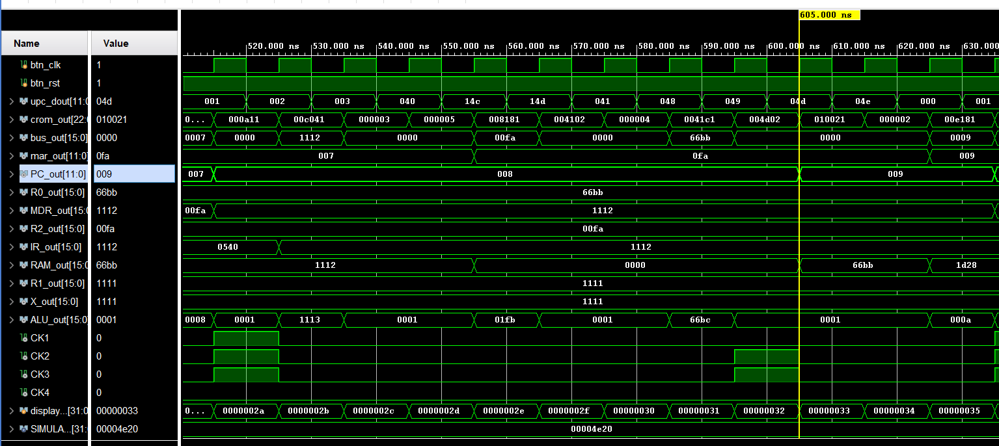 605.000 ns
Name Value
520.000 ns 530.000 ns 540.000 ns 550.000 ns 560.000 ns 570.000 ns 580.000 ns 590.000 ns 600.000 ns 610.000 ns 620.000 ns 630.000
btn_clk 1
btn_rst 1
upc_dout[11:0 04d 001 002 003 040 14c 14d 041 048 049 04d 04e 000 001
crom_out[22:0 010021 0... 000a11 00c041 000003 000005 008181 004102 000004 0041c1 004d02 010021 000002 00e181
bus_out[15:0] 0000 0007 0000 1112 0000 00fa 0000 66bb 0000 0009
mar_out[11:0] 0fa 007 0fa 009
PC_out[11:0] 009 007 008 009
R0_out[15:0] 66bb 66bb
MDR_out[15:0 1112 00fa 1112
R2_out[15:0] 00fa 00fa
IR_out[15:0] 1112 0540 1112
RAM_out[15:0 66bb 1112 0000 66bb 1d28
R1_out[15:0] 1111 1111
X_out[15:0] 1111 1111
ALU_out[15:0] 0001 0008 0001 1113 0001 01fb 0001 66bc 0001 000a
CK1 0
CK2 0
CK3 0
CK4 0
display...[31:0 00000033 0... 0000002a 0000002b 0000002c 0000002d 0000002e 0000002f 00000030 00000031 00000032 00000033 00000034 00000035
SIMULA...[31: 00004e20 00004e20